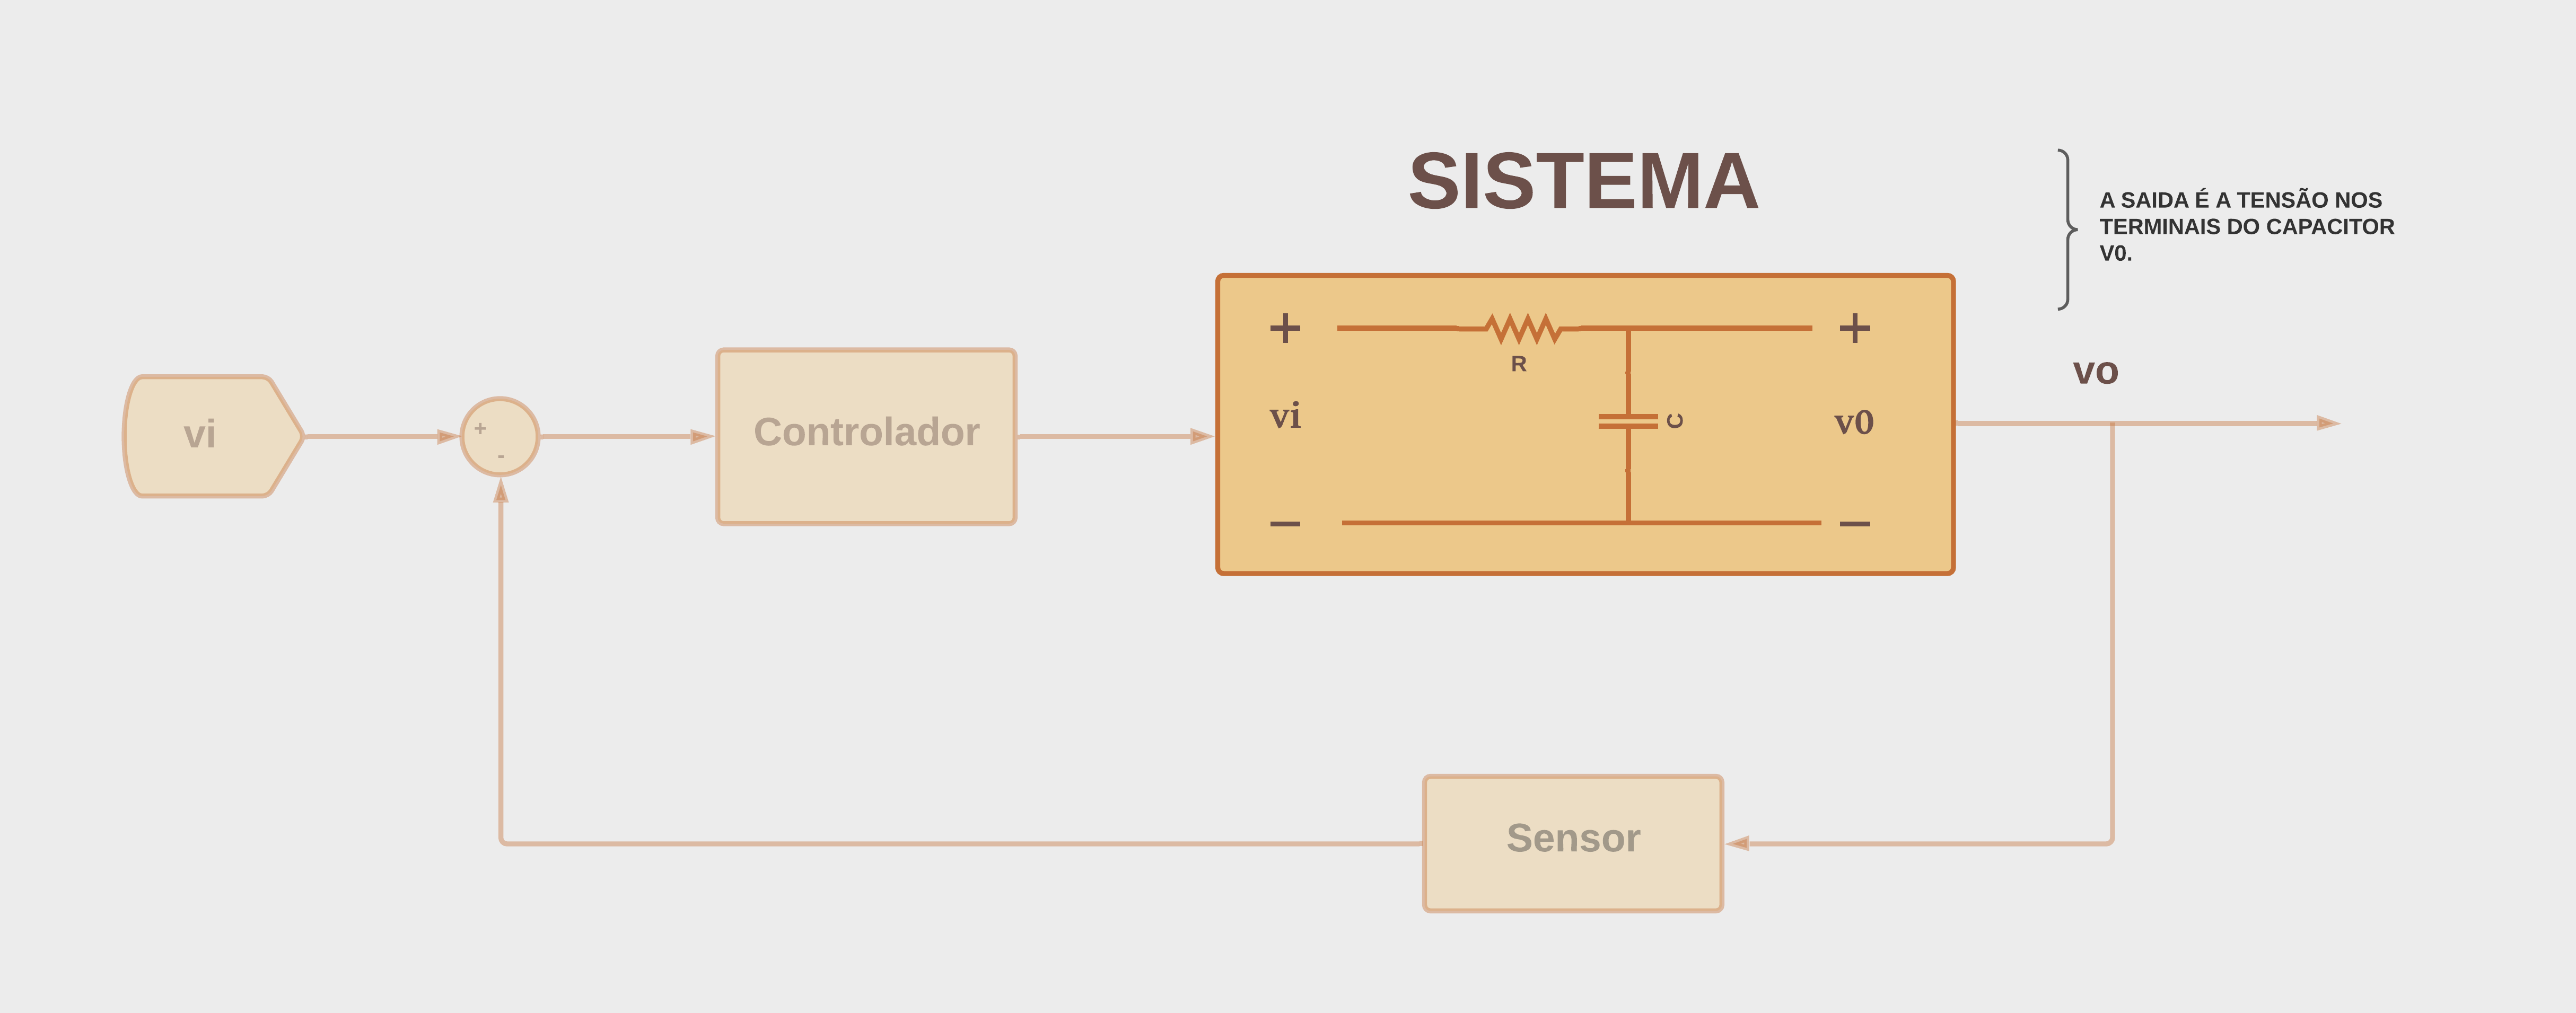 SISTEMA
A SAIDA É A TENSÃO NOS
TERMINAIS DO CAPACITOR
V0.
vi
+
-
Controlador
+
R
+
vi
C
v0
−
−
vo
Sensor